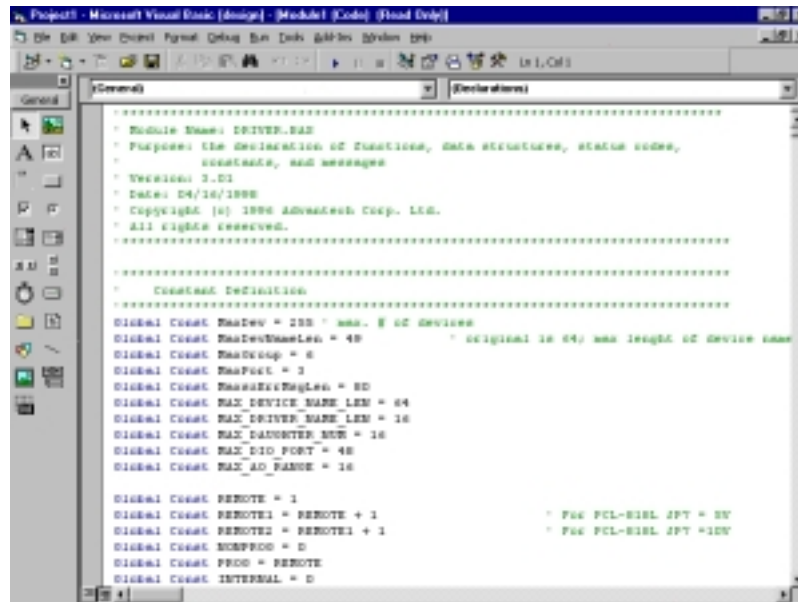 Project1 - Microsoft Visual Basic [design] - [Module1 (Code) (Read Only)]
File Edit View Project Format Debug Run Tools Add-Ins Window Help
Ln 1, Col 1
General
(General)
(Declarations)
'*************************************************************************
' Module Name: DRIVER.BAS
' Purpose: the declaration of functions, data structures, status codes,
' constants, and messages
' Version: 3.01
' Date: 04/16/1998
' Copyright (c) 1996 Advantech Corp. Ltd.
' All rights reserved.
'*************************************************************************
'*************************************************************************
' Constant Definition
'*************************************************************************
Global Const MaxDev = 255 ' max. # of devices
Global Const MaxDevNameLen = 49 ' original is 64; max lenght of device name
Global Const MaxGroup = 6
Global Const MaxPort = 3
Global Const MaxszErrMsgLen = 80
Global Const MAX_DEVICE_NAME_LEN = 64
Global Const MAX_DRIVER_NAME_LEN = 16
Global Const MAX_DAUGHTER_NUM = 16
Global Const MAX_DIO_PORT = 48
Global Const MAX_AO_RANGE = 16
Global Const REMOTE = 1
Global Const REMOTE1 = REMOTE + 1 ' For PCL-818L JP7 = 5V
Global Const REMOTE2 = REMOTE1 + 1 ' For PCL-818L JP7 =10V
Global Const NONPROG = 0
Global Const PROG = REMOTE
Global Const INTERNAL = 0